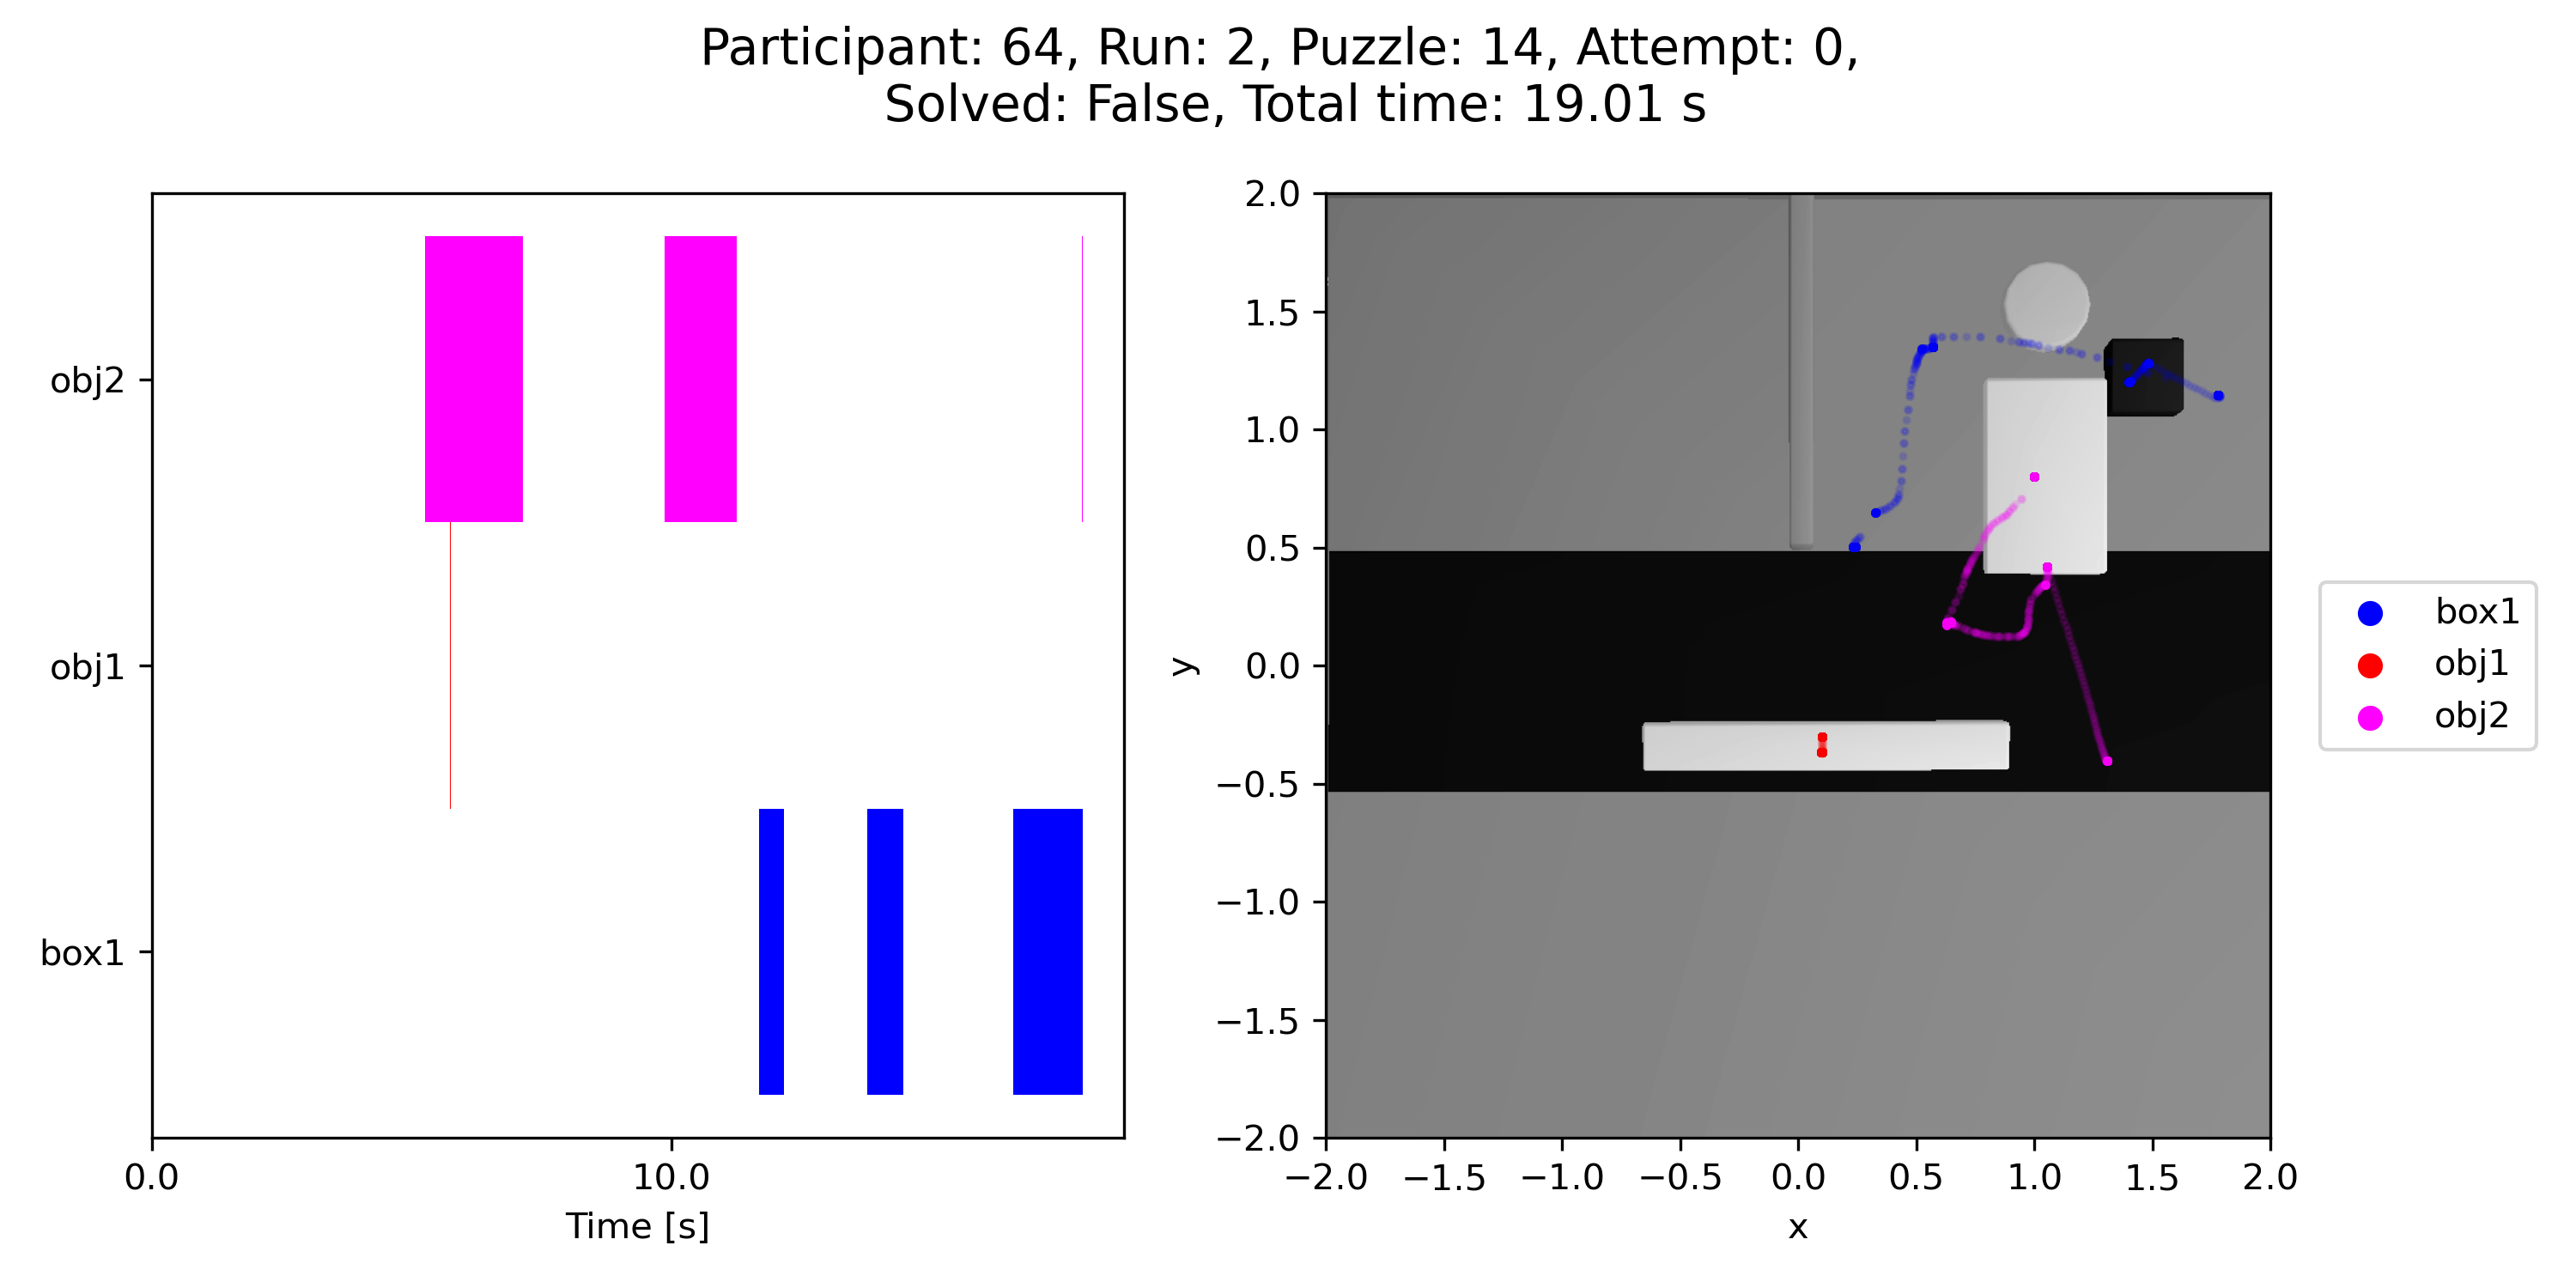 Participant: 64, Run: 2, Puzzle: 14, Attempt: 0,
Solved: False, Total time: 19.01 s
obj2
obj1
box1
0.0
10.0
Time [s]
y
2.0
1.5
1.0
0.5
0.0
−0.5
−1.0
−1.5
−2.0
−2.0
−1.5
−1.0
−0.5
0.0
0.5
1.0
1.5
2.0
x
box1
obj1
obj2